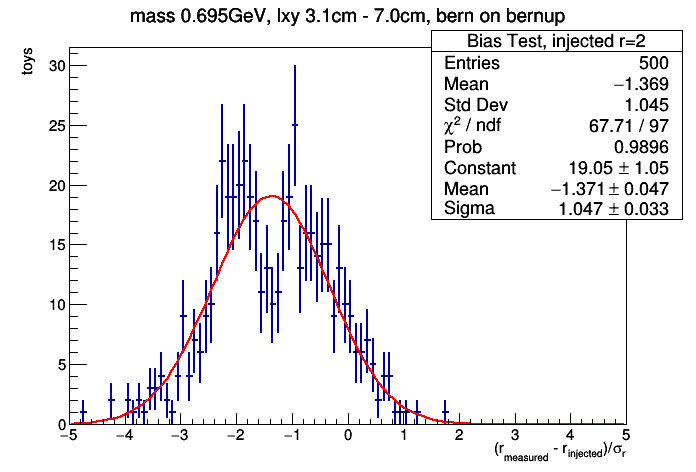 mass 0.695GeV, lxy 3.1cm - 7.0cm, bern on bernup
Bias Test, injected r=2
Entries 500
Mean −1.369
Std Dev 1.045
χ² / ndf 67.71 / 97
Prob 0.9896
Constant 19.05 ± 1.05
Mean −1.371 ± 0.047
Sigma 1.047 ± 0.033
toys
30
25
20
15
10
5
0
−5 −4 −3 −2 −1 0 1 2 3 4 5
(r_measured - r_injected)/σ_r